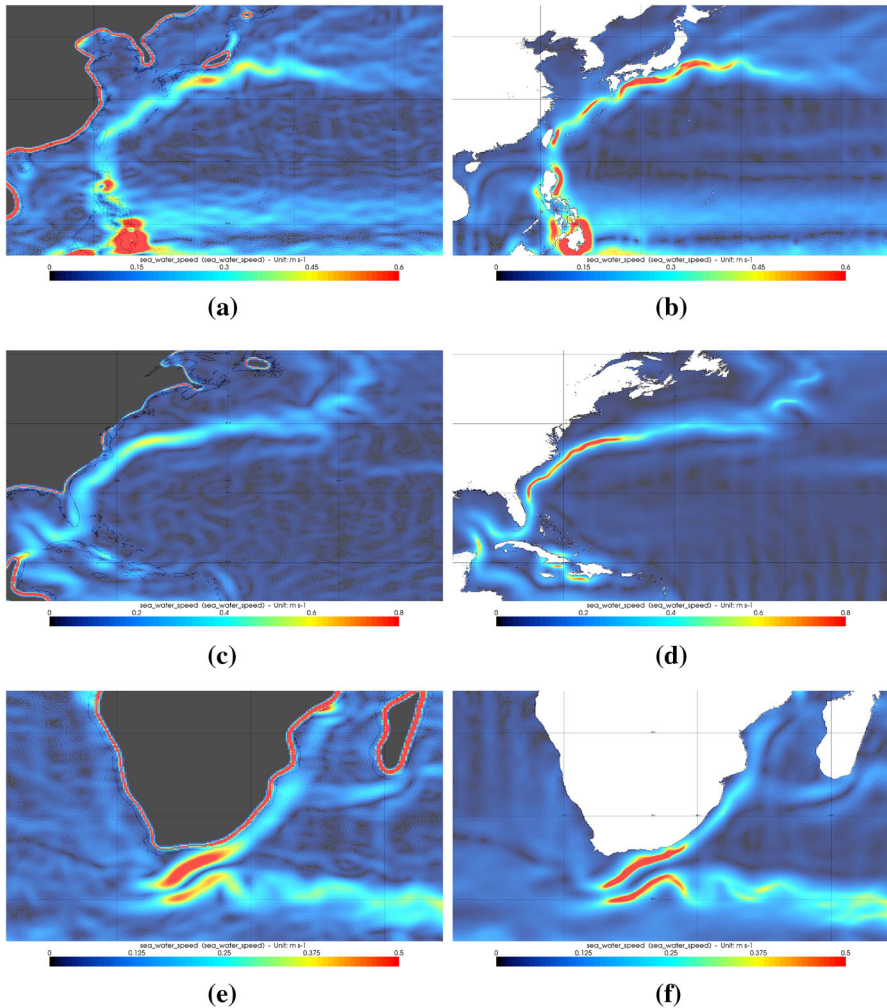 sea_water_speed (sea_water_speed) - Unit: m s-1
0 0.15 0.3 0.45 0.6
(a)
sea_water_speed (sea_water_speed) - Unit: m s-1
0 0.15 0.3 0.45 0.6
(b)
sea_water_speed (sea_water_speed) - Unit: m s-1
0 0.2 0.4 0.6 0.8
(c)
sea_water_speed (sea_water_speed) - Unit: m s-1
0 0.2 0.4 0.6 0.8
(d)
sea_water_speed (sea_water_speed) - Unit: m s-1
0 0.125 0.25 0.375 0.5
(e)
sea_water_speed (sea_water_speed) - Unit: m s-1
0 0.125 0.25 0.375 0.5
(f)